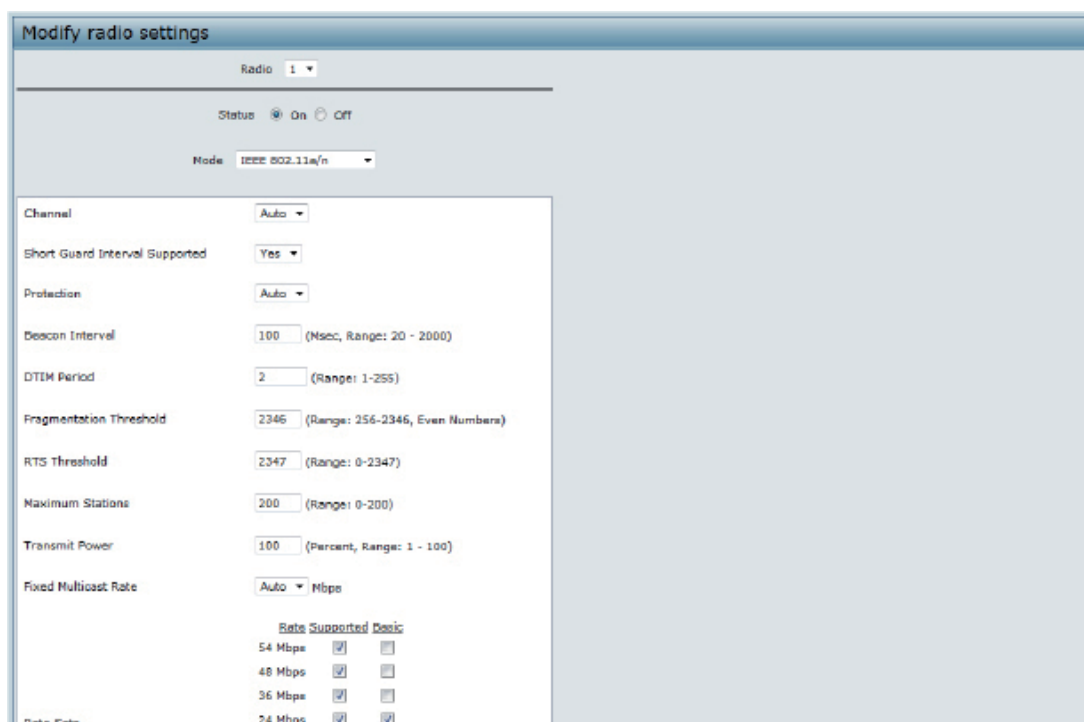 Modify radio settings
Radio 1
Status On Off
Mode IEEE 802.11a/n
Channel Auto
Short Guard Interval Supported Yes
Protection Auto
Beacon Interval 100 (Msec, Range: 20 - 2000)
DTIM Period 2 (Range: 1-255)
Fragmentation Threshold 2346 (Range: 256-2346, Even Numbers)
RTS Threshold 2347 (Range: 0-2347)
Maximum Stations 200 (Range: 0-200)
Transmit Power 100 (Percent, Range: 1 - 100)
Fixed Multicast Rate Auto Mbps
Rate Supported Basic
54 Mbps
48 Mbps
36 Mbps
24 Mbps
Rate Sets